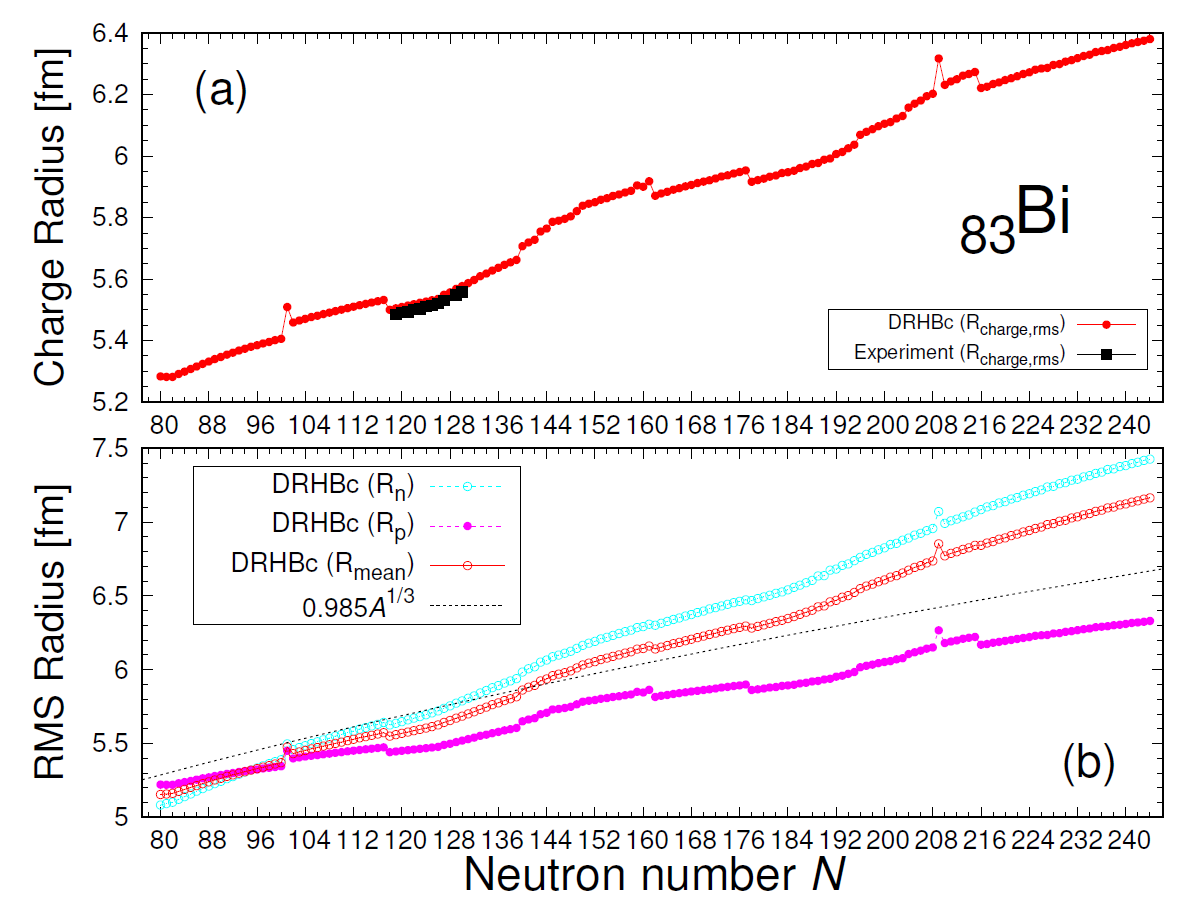 6.4
6.2
6
5.8
5.6
5.4
5.2
Charge Radius [fm]
(a)
83Bi
DRHBc (Rcharge,rms)
Experiment (Rcharge,rms)
80 88 96 104 112 120 128 136 144 152 160 168 176 184 192 200 208 216 224 232 240
7.5
7
6.5
6
5.5
5
RMS Radius [fm]
DRHBc (Rn)
DRHBc (Rp)
DRHBc (Rmean)
0.985A1/3
(b)
80 88 96 104 112 120 128 136 144 152 160 168 176 184 192 200 208 216 224 232 240
Neutron number N